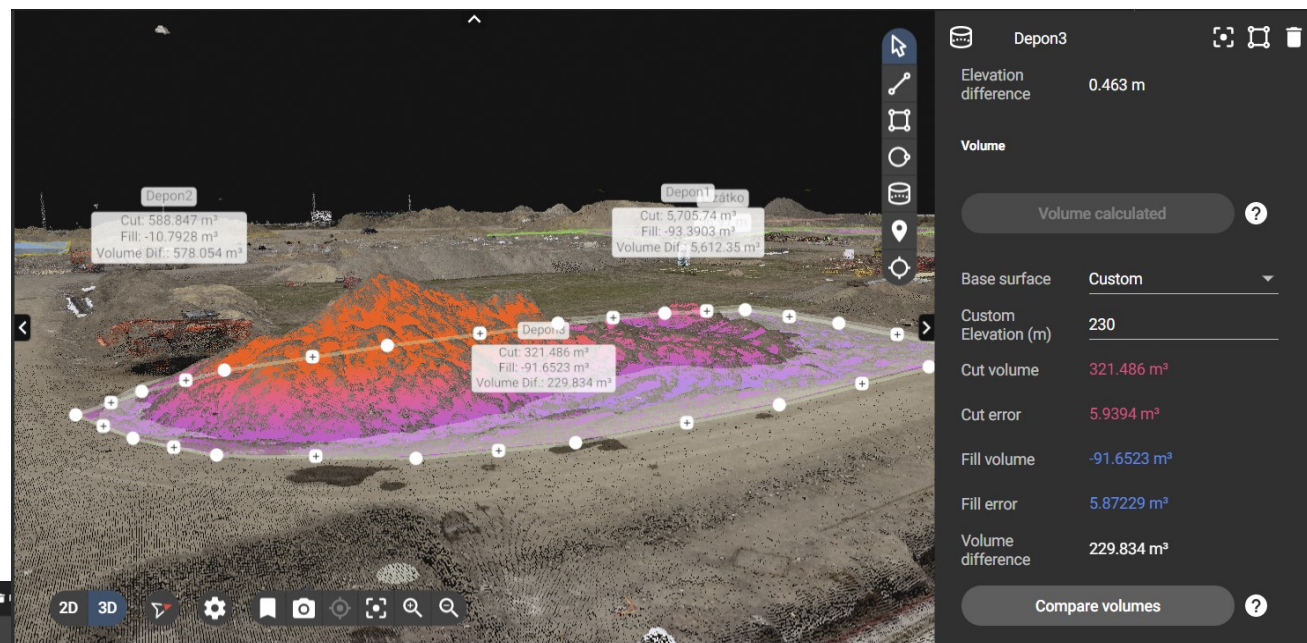 Depon2
Cut: 588.847 m³
Fill: -10.7928 m³
Volume Dif.: 578.054 m³
Depon1
zátko
Cut: 5,705.74 m³
Fill: -93.3903 m³
Volume Dif.: 5,612.35 m³
Depon3
Cut: 321.486 m³
Fill: -91.6523 m³
Volume Dif.: 229.834 m³
2D 3D
Depon3
Elevation
difference
0.463 m
Volume
Volume calculated ?
Base surface Custom
Custom
Elevation (m)
230
Cut volume 321.486 m³
Cut error 5.9394 m³
Fill volume -91.6523 m³
Fill error 5.87229 m³
Volume
difference
229.834 m³
Compare volumes ?